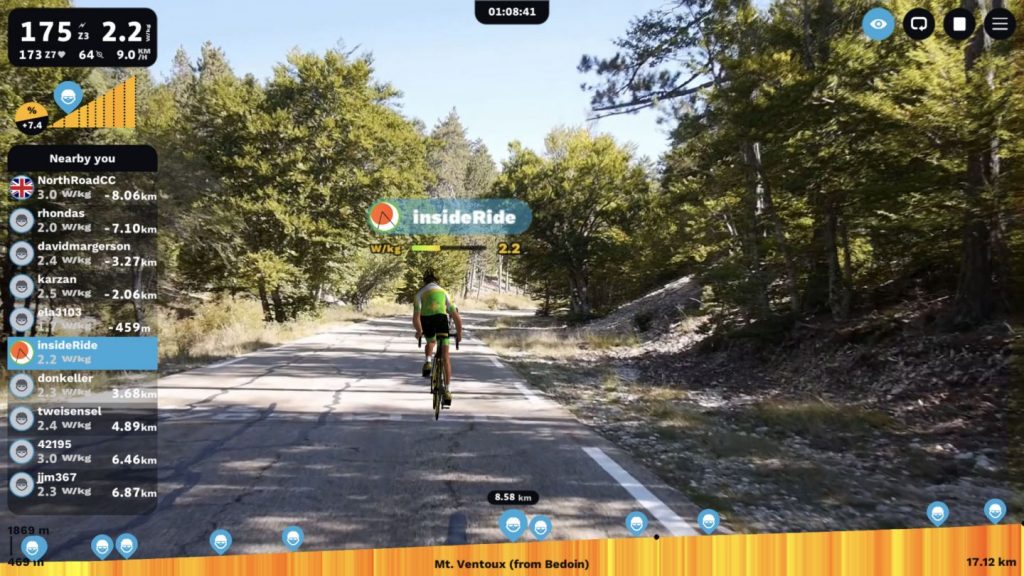 175 Z3 2.2 W/kg
173 Z7 64 9.0 KM/H
01:08:41
%
+7.4
Nearby you
NorthRoadCC
3.0 W/kg -8.06km
rhondas
2.0 W/kg -7.10km
davidmargerson
2.4 W/kg -3.27km
karzan
2.5 W/kg -2.06km
ela3103
W/kg -459m
insideRide
2.2 W/kg
donkeller
2.3 W/kg 3.68km
tweisensel
2.4 W/kg 4.89km
42195
3.0 W/kg 6.46km
jjm367
2.3 W/kg 6.87km
insideRide
W/kg 2.2
8.58 km
1869 m
469 m
Mt. Ventoux (from Bedoin)
17.12 km